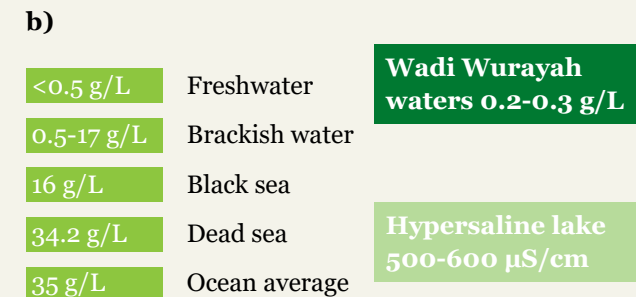 b)
<0.5 g/L Freshwater
0.5-17 g/L Brackish water
16 g/L Black sea
34.2 g/L Dead sea
35 g/L Ocean average
Wadi Wurayah
waters 0.2-0.3 g/L
Hypersaline lake
500-600 µS/cm